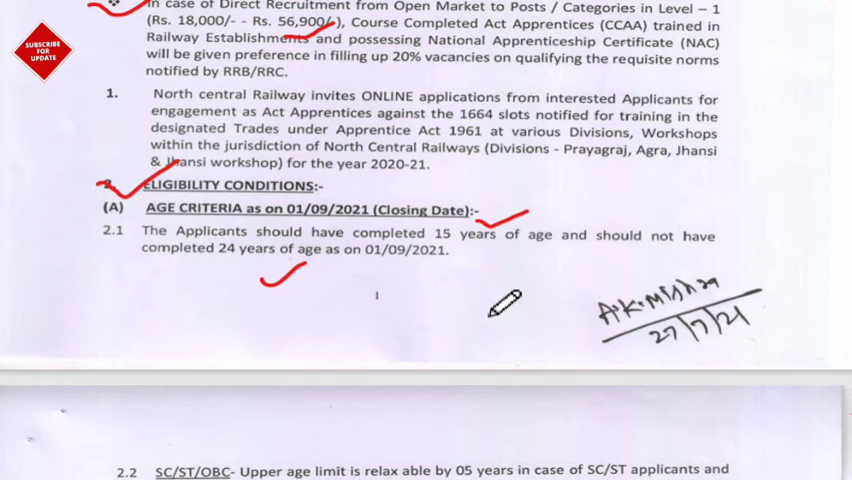 SUBSCRIBE
FOR
UPDATE
In case of Direct Recruitment from Open Market to Posts / Categories in Level – 1
(Rs. 18,000/- - Rs. 56,900/-), Course Completed Act Apprentices (CCAA) trained in
Railway Establishments and possessing National Apprenticeship Certificate (NAC)
will be given preference in filling up 20% vacancies on qualifying the requisite norms
notified by RRB/RRC.
1. North central Railway invites ONLINE applications from interested Applicants for
engagement as Act Apprentices against the 1664 slots notified for training in the
designated Trades under Apprentice Act 1961 at various Divisions, Workshops
within the jurisdiction of North Central Railways (Divisions - Prayagraj, Agra, Jhansi
& Jhansi workshop) for the year 2020-21.
2. ELIGIBILITY CONDITIONS:-
(A) AGE CRITERIA as on 01/09/2021 (Closing Date):-
2.1 The Applicants should have completed 15 years of age and should not have
completed 24 years of age as on 01/09/2021.
1
A.K.Mishra
27/7/21
2.2 SC/ST/OBC- Upper age limit is relax able by 05 years in case of SC/ST applicants and